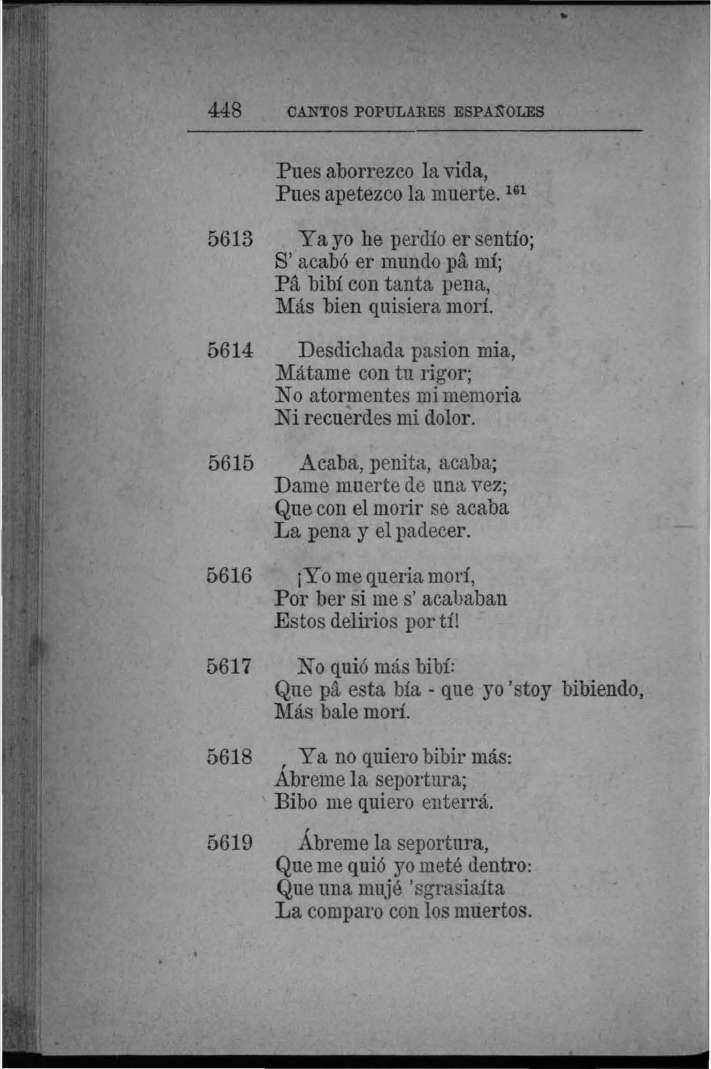 448 CANTOS POPULARES ESPAÑOLES
Pues aborrezco la vida,
Pues apetezco la muerte. 161
5613 Ya yo he perdío er sentío;
S' acabó er mundo pâ mí;
Pâ bibí con tanta pena,
Más bien quisiera morí.
5614 Desdichada pasion mia,
Mátame con tu rigor;
No atormentes mi memoria
Ni recuerdes mi dolor.
5615 Acaba, penita, acaba;
Dame muerte de una vez;
Que con el morir se acaba
La pena y el padecer.
5616 ¡Yo me queria morí,
Por ber si me s' acababan
Estos delirios por tí!
5617 No quió más bibí:
Que pâ esta bía - que yo 'stoy bibiendo,
Más bale morí.
5618 Ya no quiero bibir más:
Ábreme la seportura;
Bibo me quiero enterrá.
5619 Ábreme la seportura,
Que me quió yo meté dentro:
Que una mujé 'sgrasiaíta
La comparo con los muertos.